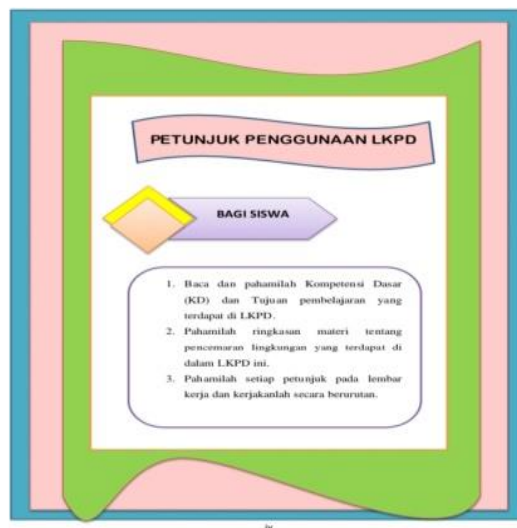 PETUNJUK PENGGUNAAN LKPD
BAGI SISWA
1. Baca dan pahamilah Kompetensi Dasar
(KD) dan Tujuan pembelajaran yang
terdapat di LKPD.
2. Pahamilah ringkasan materi tentang
pencemaran lingkungan yang terdapat di
dalam LKPD ini.
3. Pahamilah setiap petunjuk pada lembar
kerja dan kerjakanlah secara berurutan.